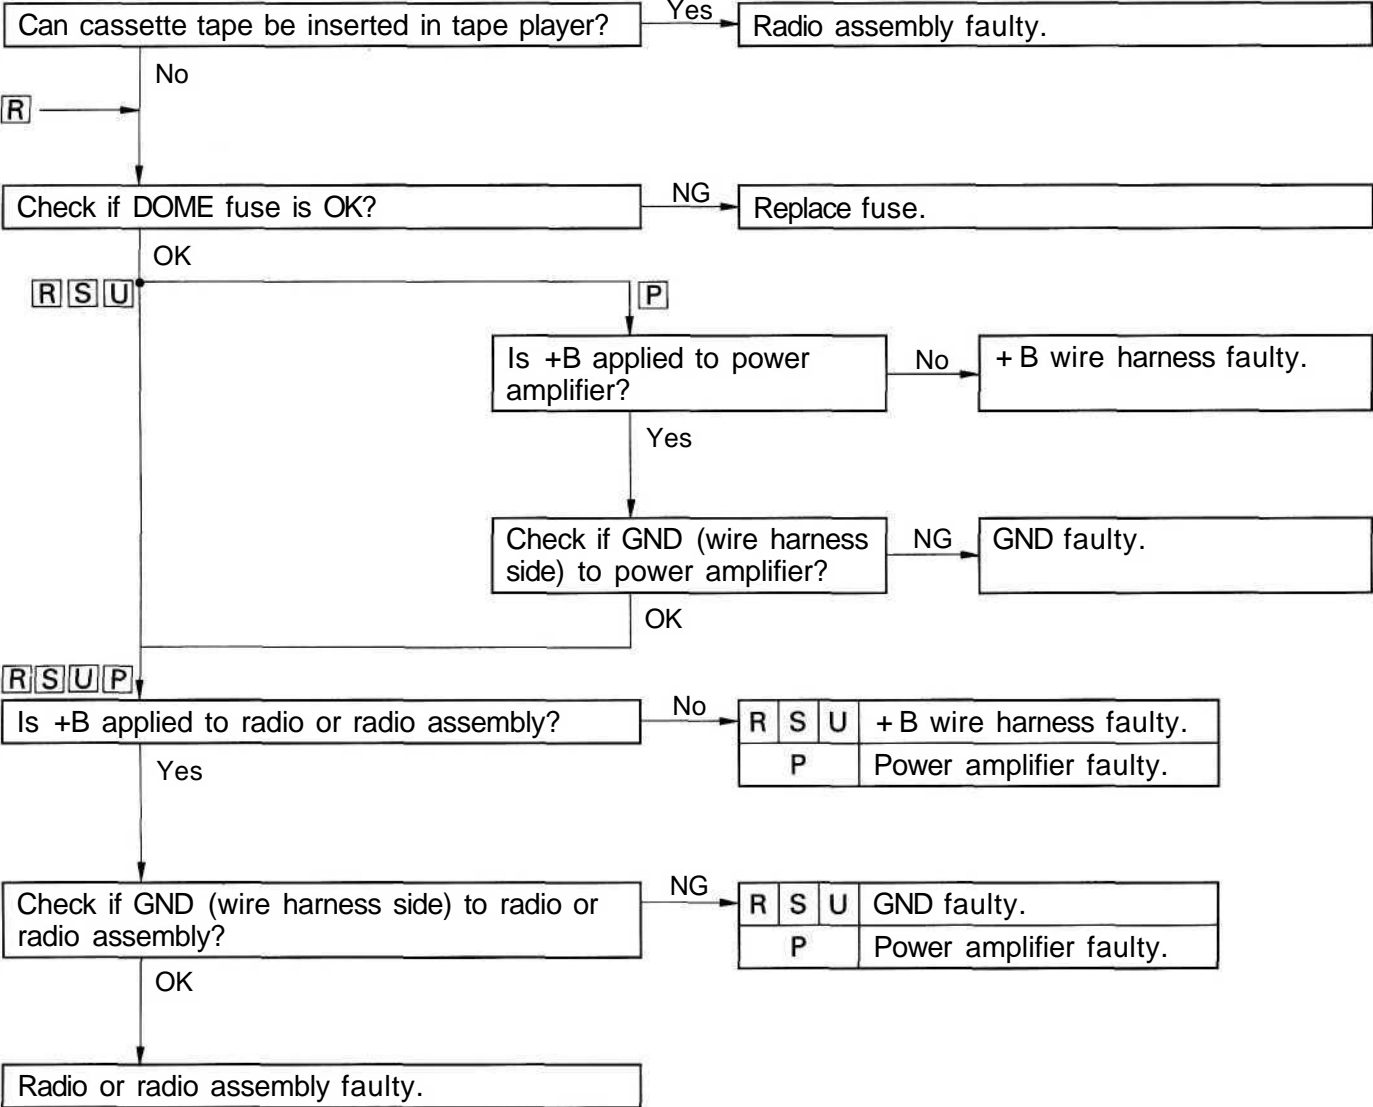 Can cassette tape be inserted in tape player?
Yes
Radio assembly faulty.
No
R
Check if DOME fuse is OK?
NG
Replace fuse.
OK
R S U
P
Is +B applied to power
amplifier?
No
+ B wire harness faulty.
Yes
Check if GND (wire harness
side) to power amplifier?
NG
GND faulty.
OK
R S U P
Is +B applied to radio or radio assembly?
No
R S U + B wire harness faulty.
P Power amplifier faulty.
Yes
Check if GND (wire harness side) to radio or
radio assembly?
NG
R S U GND faulty.
P Power amplifier faulty.
OK
Radio or radio assembly faulty.